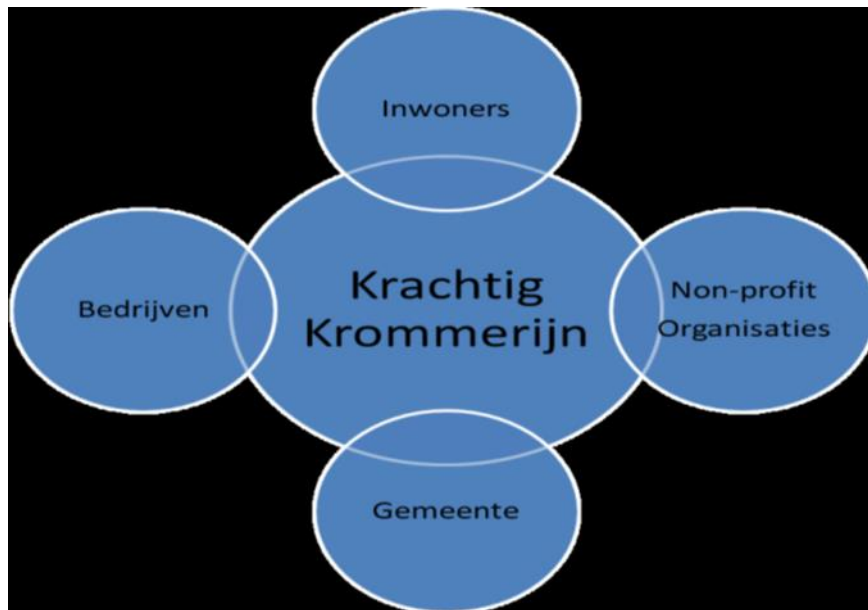 Inwoners
Bedrijven
Krachtig
Krommerijn
Non-profit
Organisaties
Gemeente